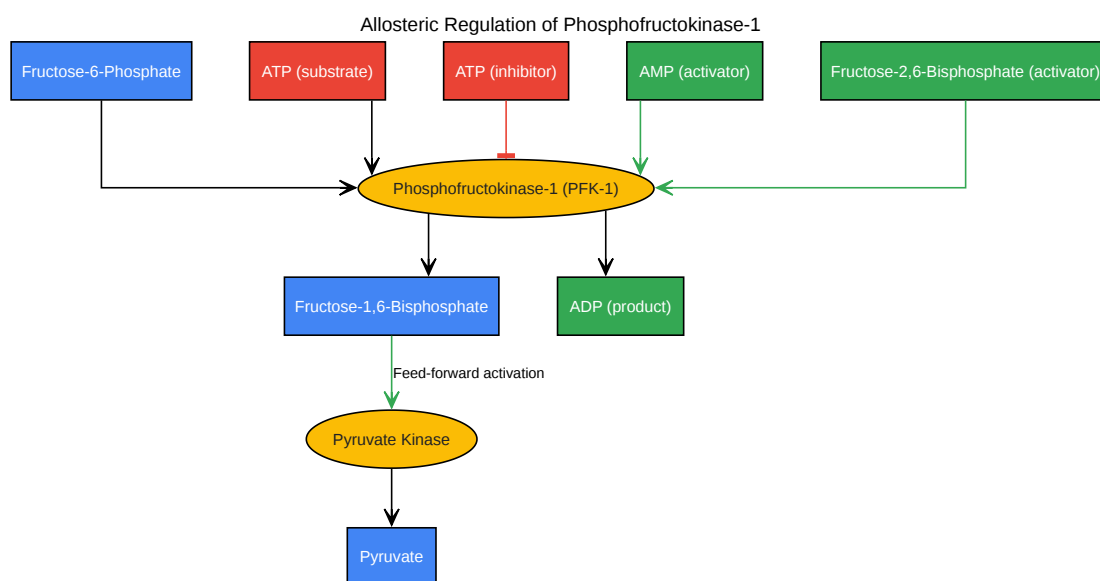 Allosteric Regulation of Phosphofructokinase-1
Fructose-6-Phosphate
ATP (substrate)
ATP (inhibitor)
AMP (activator)
Fructose-2,6-Bisphosphate (activator)
Phosphofructokinase-1 (PFK-1)
Fructose-1,6-Bisphosphate
ADP (product)
Feed-forward activation
Pyruvate Kinase
Pyruvate